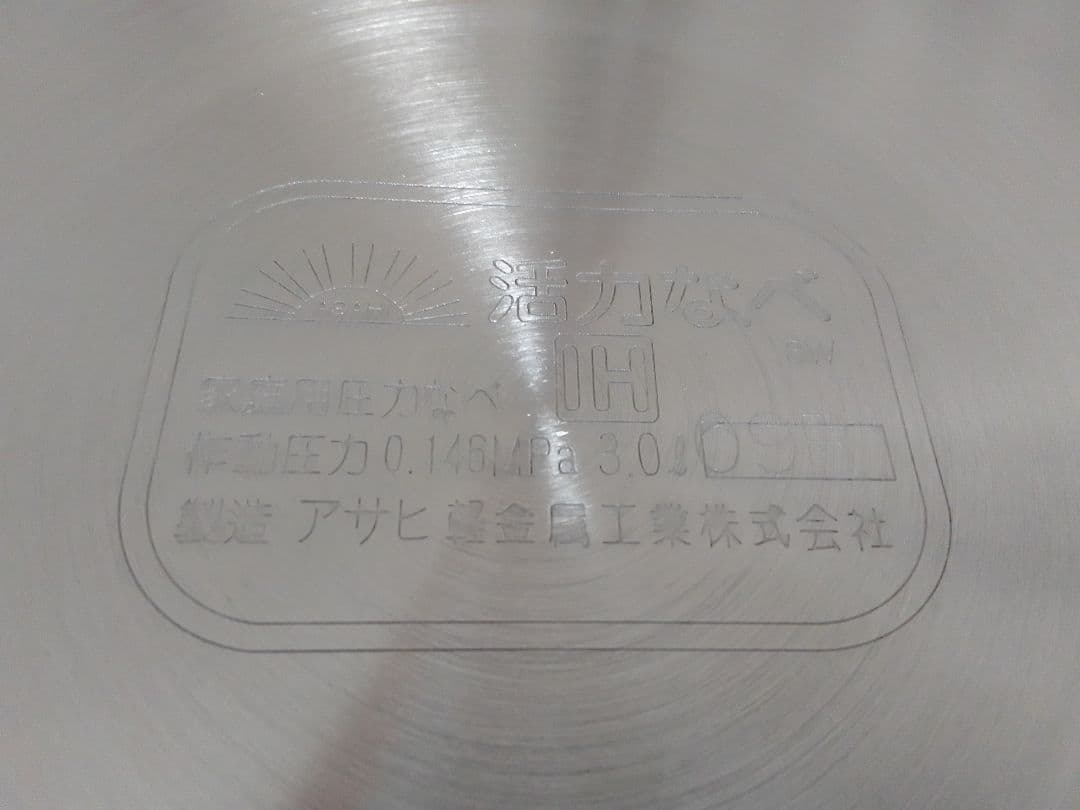 活力なべ
IH
家庭用圧力なべ
作動圧力0.146MPa 3.0ℓ
製造 アサヒ軽金属工業株式会社